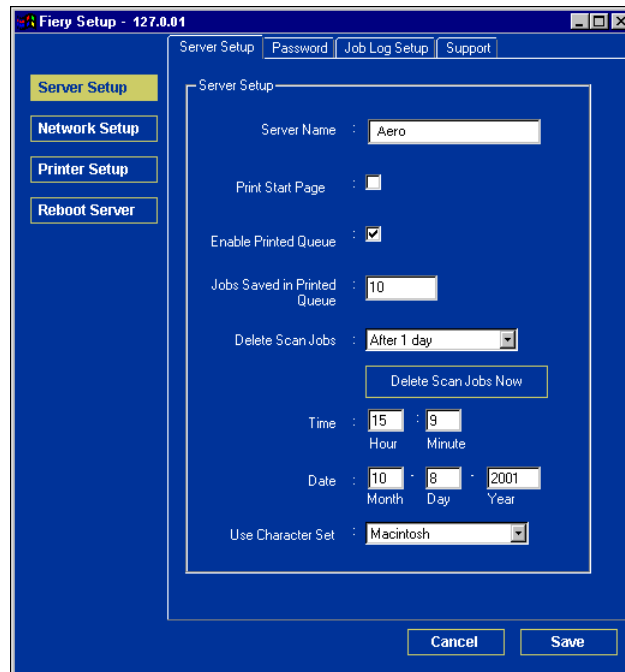 Fiery Setup - 127.0.01
Server Setup
Password
Job Log Setup
Support
Server Setup
Network Setup
Printer Setup
Reboot Server
Server Setup
Server Name : Aero
Print Start Page :
Enable Printed Queue :
Jobs Saved in Printed : 10
Queue
Delete Scan Jobs : After 1 day
Delete Scan Jobs Now
Time : 15 : 9
Hour Minute
Date : 10 - 8 - 2001
Month Day Year
Use Character Set : Macintosh
Cancel
Save